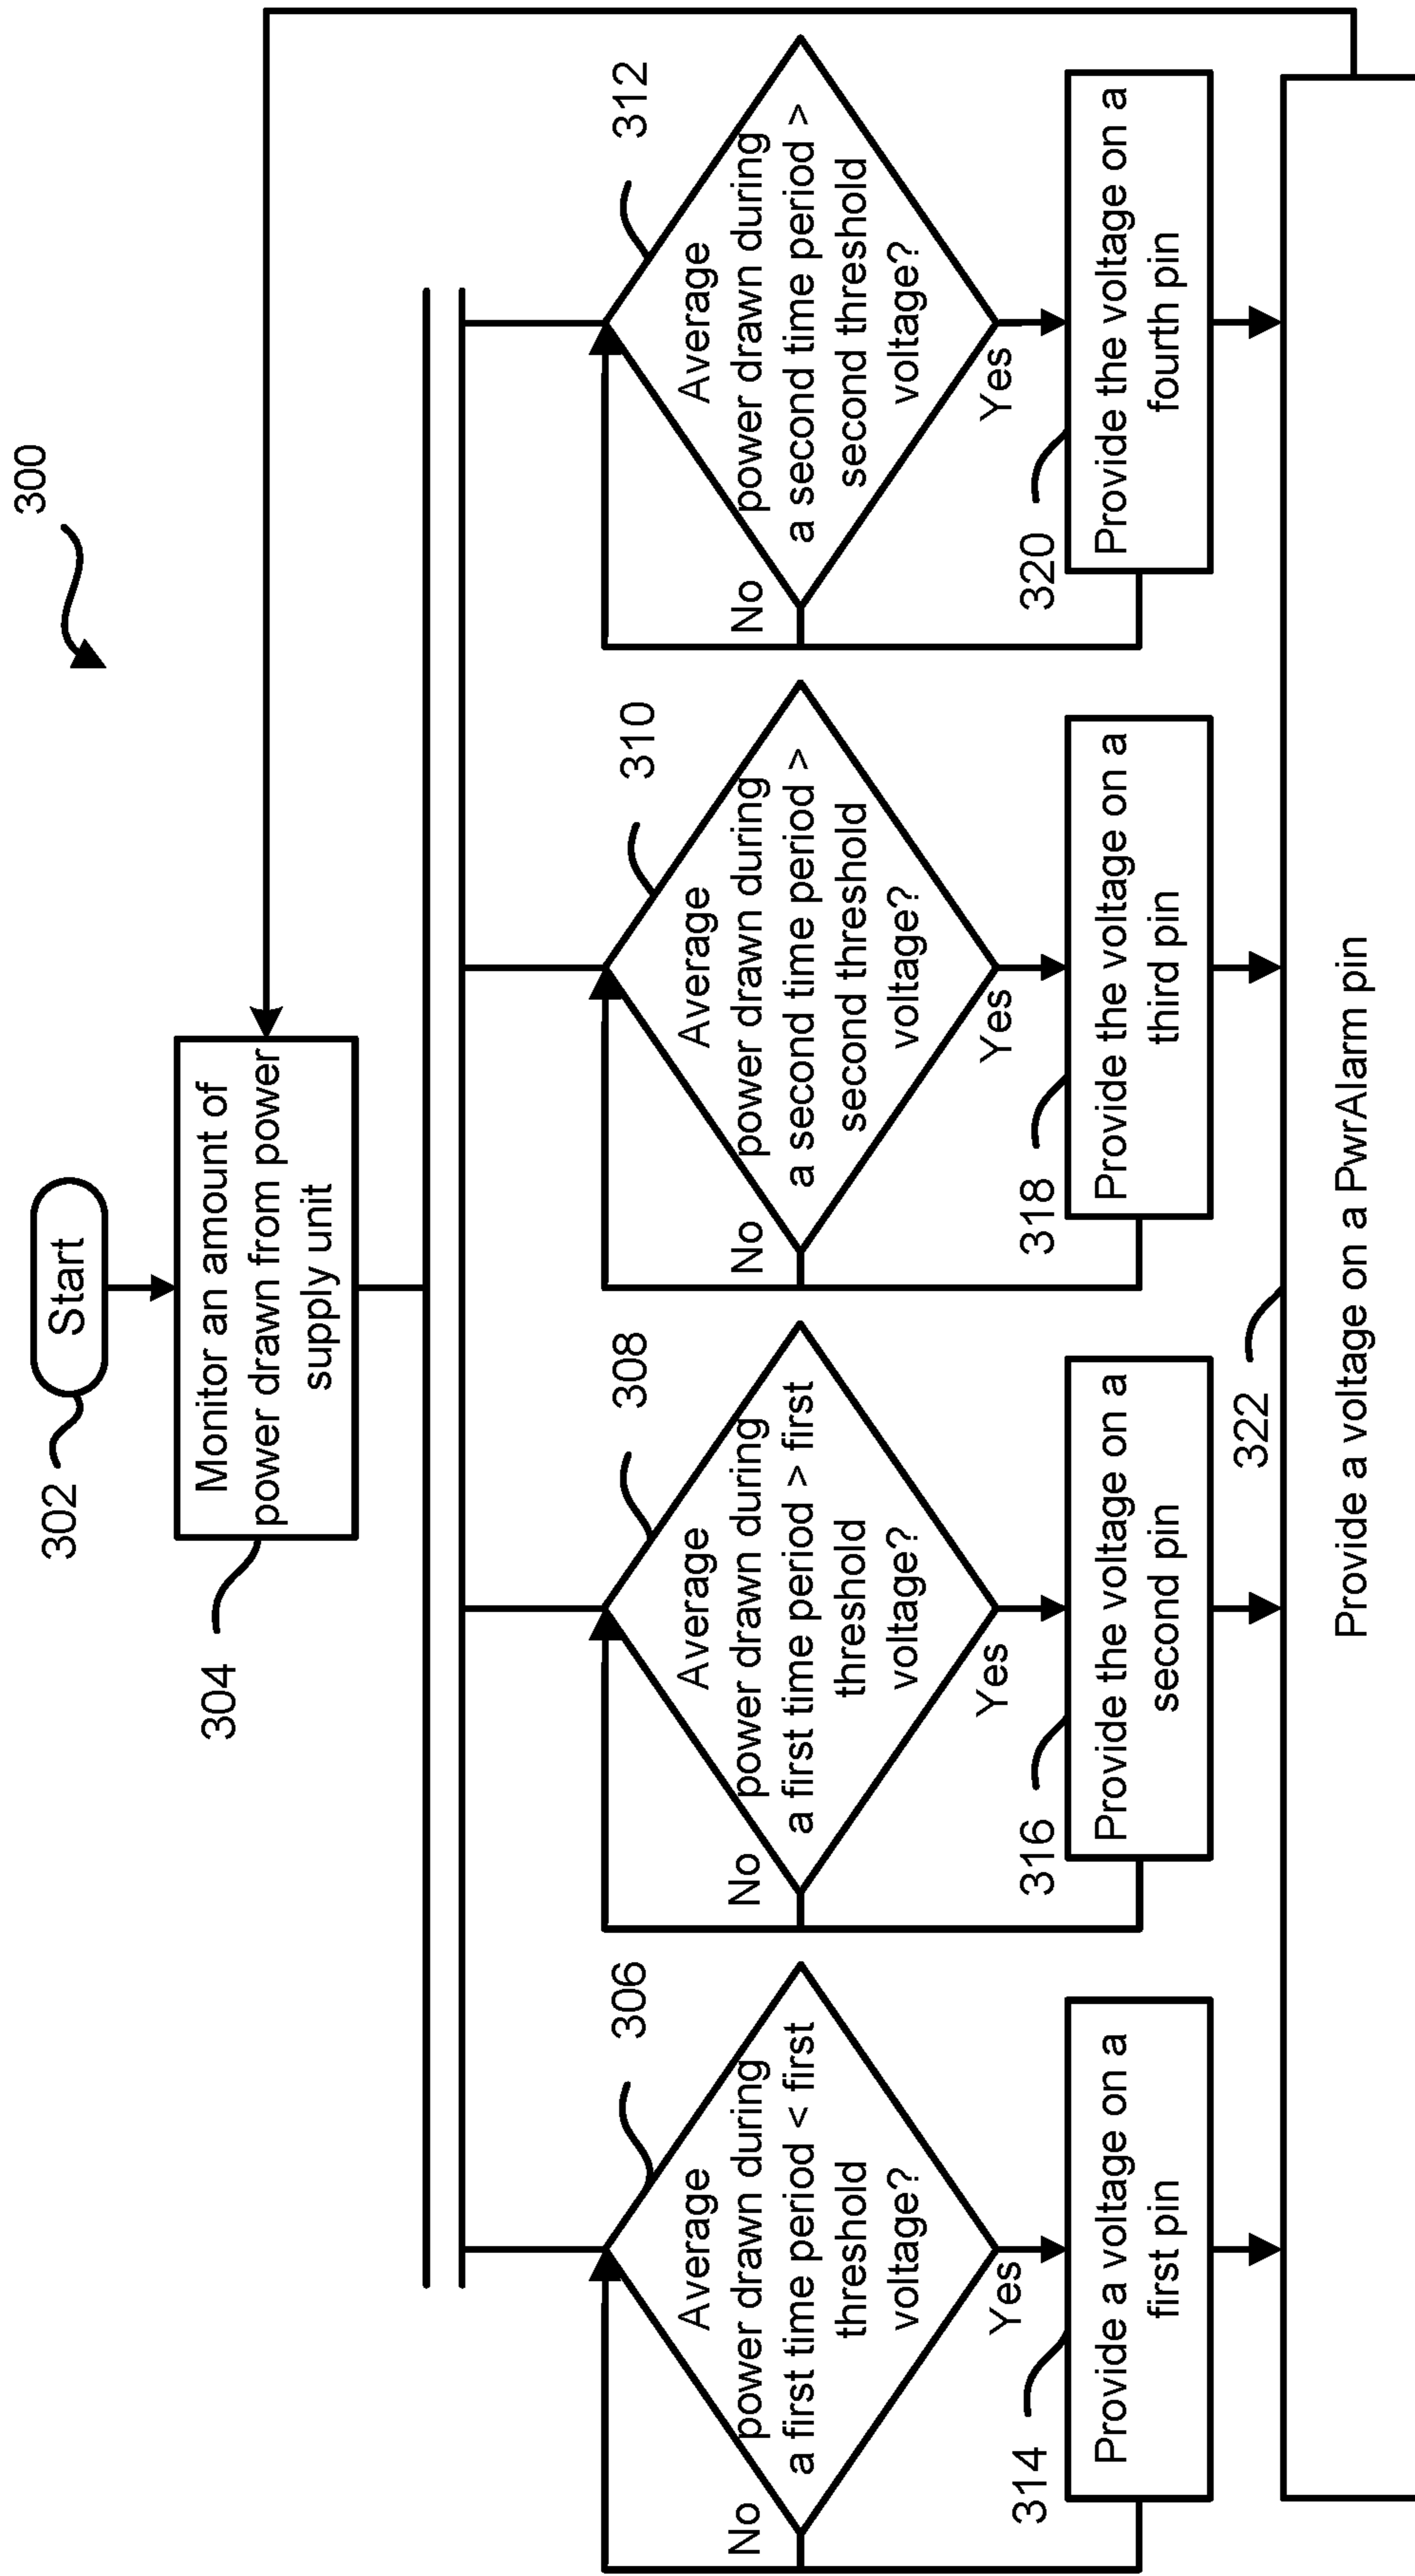 300
302
Start
304
Monitor an amount of
power drawn from power
supply unit
306
Average
power drawn during
a first time period < first
threshold
voltage?
No
Yes
308
Average
power drawn during
a first time period > first
threshold
voltage?
No
Yes
310
Average
power drawn during
a second time period >
second threshold
voltage?
No
Yes
312
Average
power drawn during
a second time period >
second threshold
voltage?
No
Yes
314
Provide a voltage on a
first pin
316
Provide the voltage on a
second pin
318
Provide the voltage on a
third pin
320
Provide the voltage on a
fourth pin
322
Provide a voltage on a PwrAlarm pin